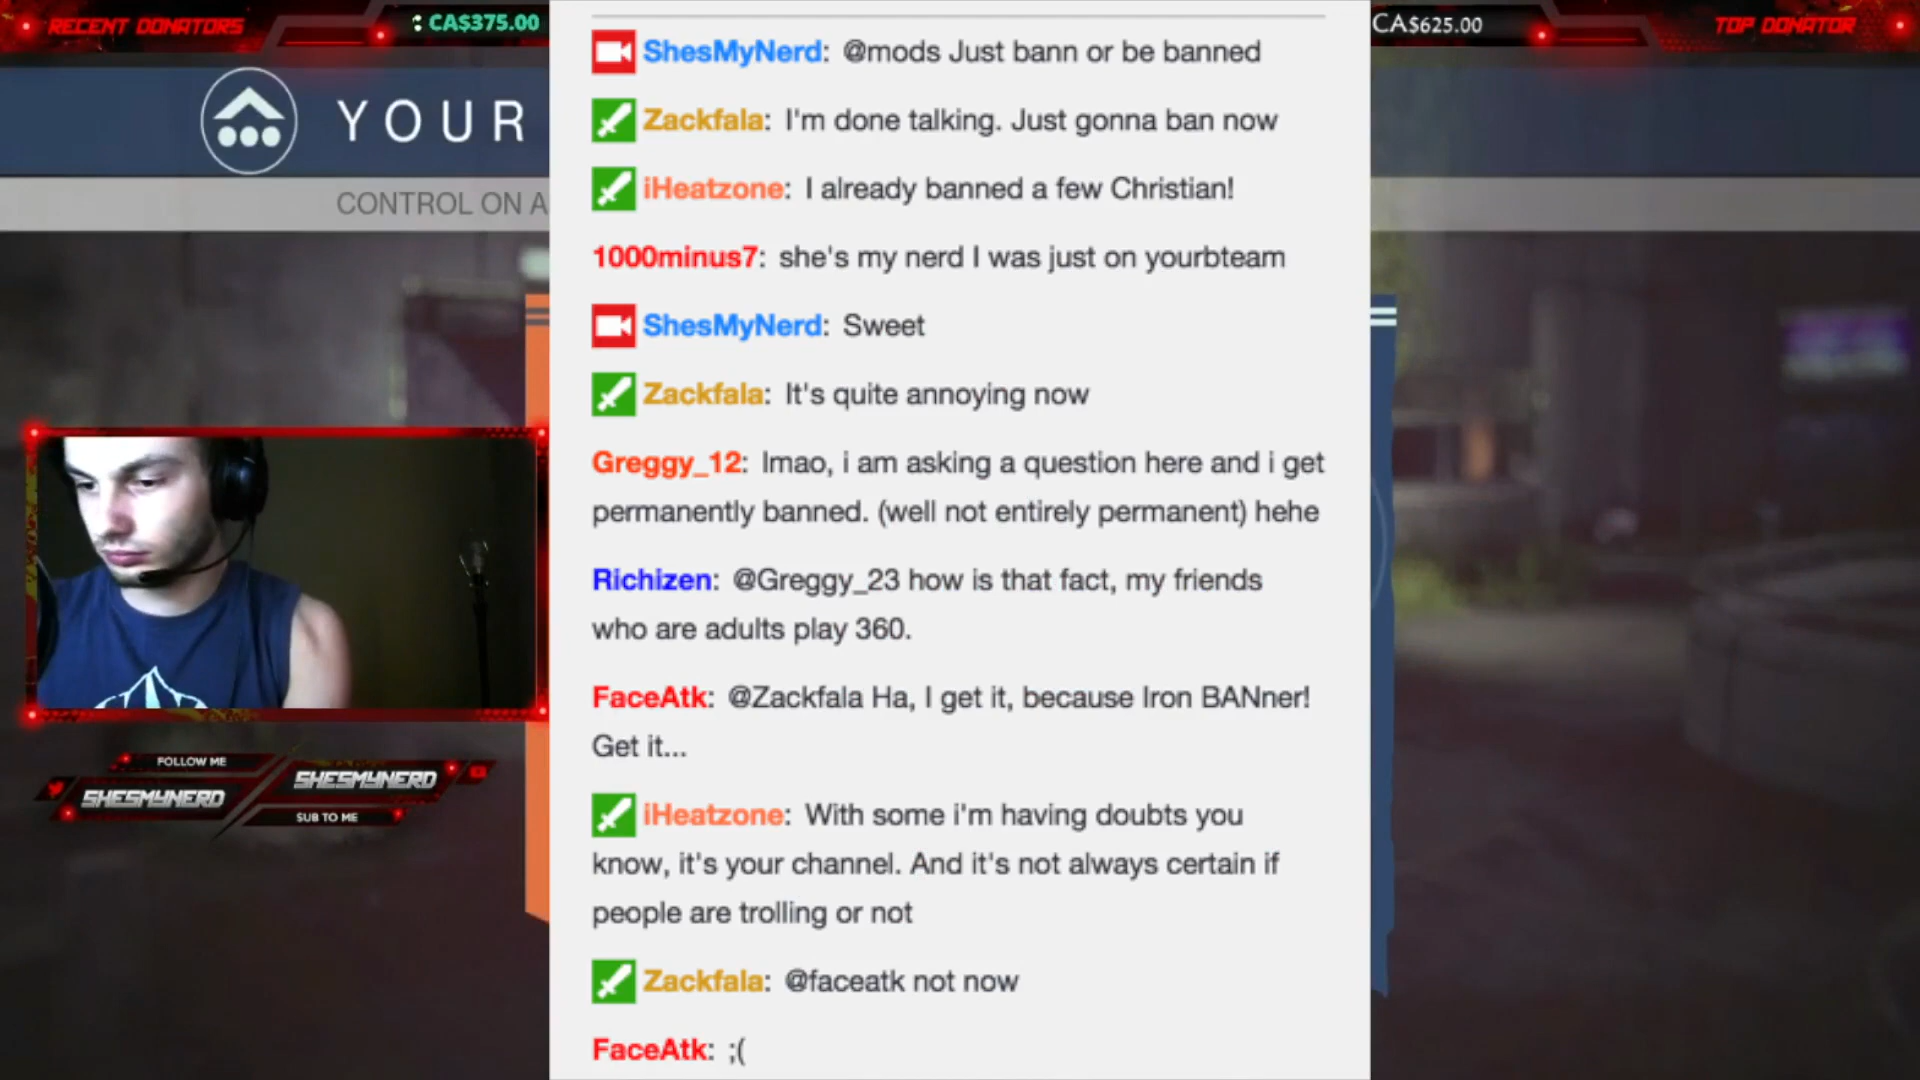 RECENT DONATORS
: CA$375.00
CA$625.00
TOP DONATOR
YOUR
CONTROL ON A
ShesMyNerd: @mods Just bann or be banned
Zackfala: I'm done talking. Just gonna ban now
iHeatzone: I already banned a few Christian!
1000minus7: she's my nerd I was just on yourbteam
ShesMyNerd: Sweet
Zackfala: It's quite annoying now
Greggy_12: lmao, i am asking a question here and i get
permanently banned. (well not entirely permanent) hehe
Richizen: @Greggy_23 how is that fact, my friends
who are adults play 360.
FaceAtk: @Zackfala Ha, I get it, because Iron BANner!
Get it...
iHeatzone: With some i'm having doubts you
know, it's your channel. And it's not always certain if
people are trolling or not
Zackfala: @faceatk not now
FaceAtk: ;(
FOLLOW ME
SHESMYNERD
SHESMYNERD
SUB TO ME